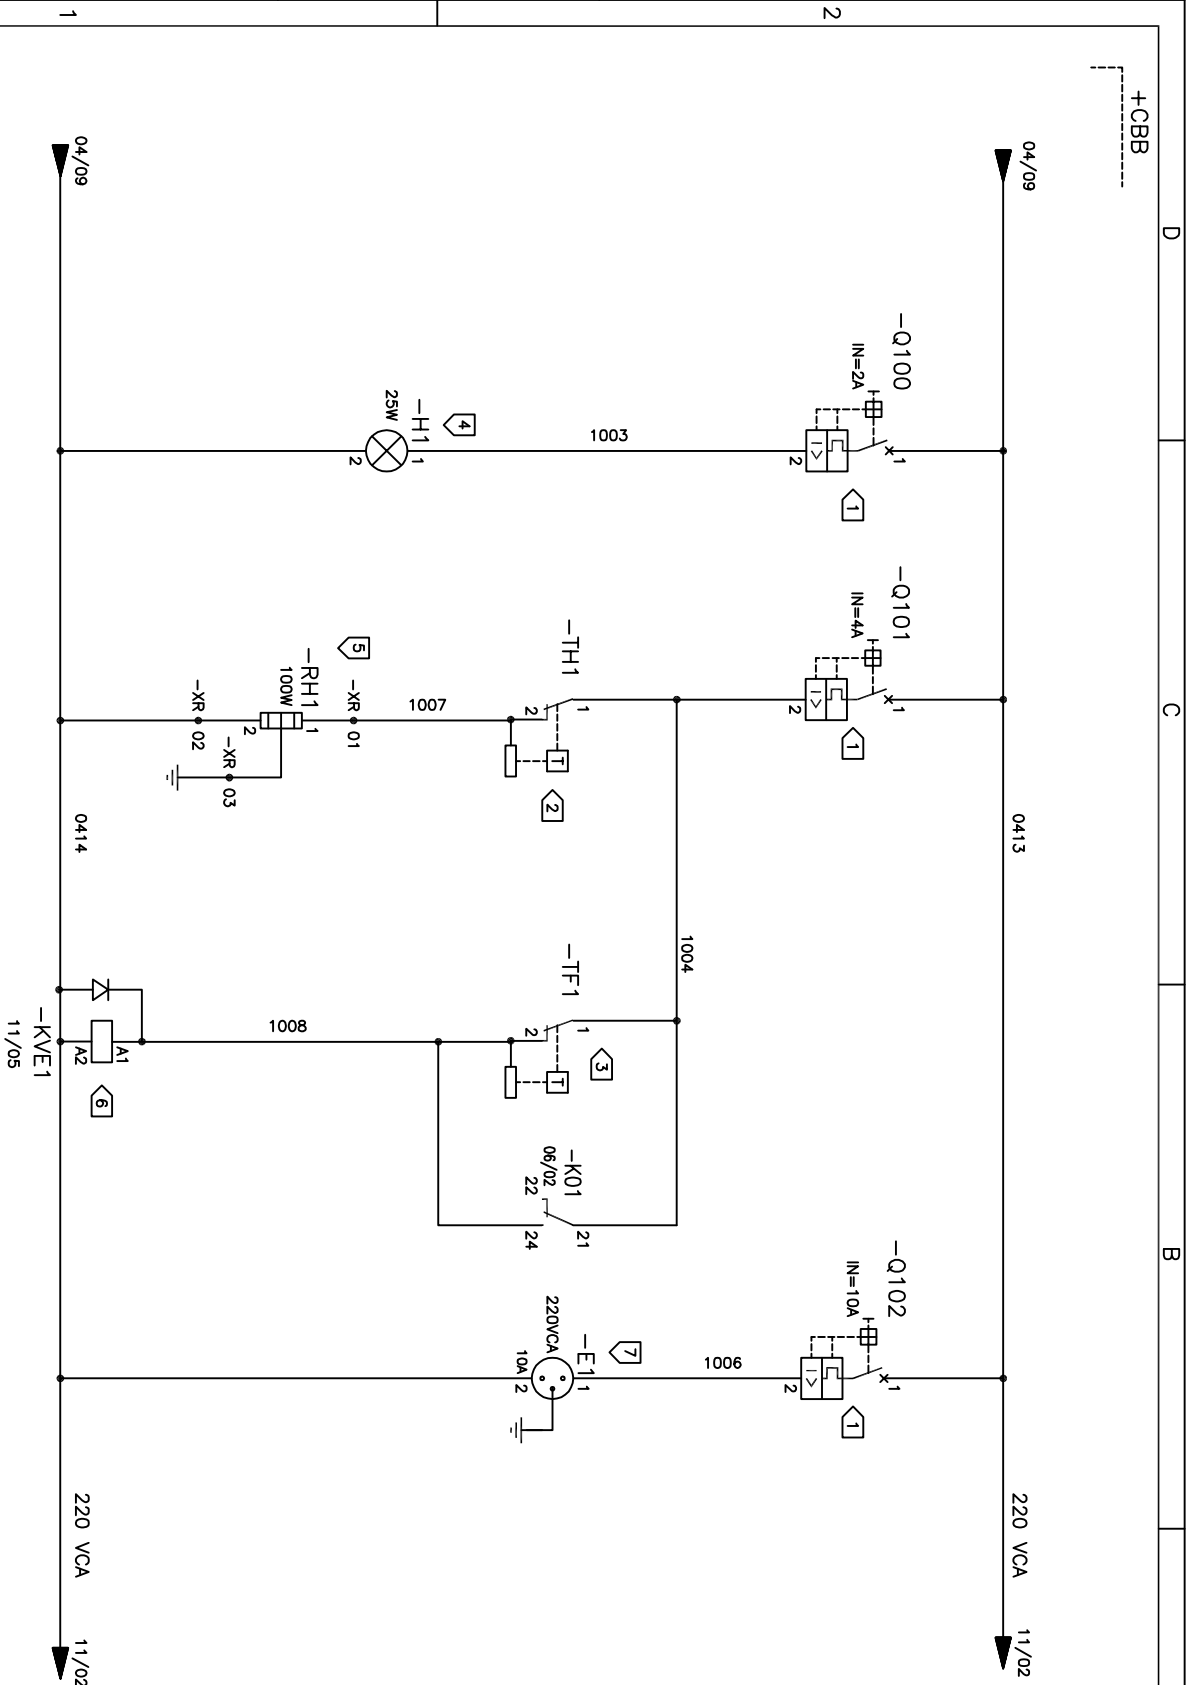 1
2
D
C
B
+CBB
04/09
0413
220 VCA
11/02
-Q100
IN=2A
1
2
1
-Q101
IN=4A
1
2
1
-Q102
IN=10A
1
2
1
1003
1004
1006
-TH1
1
2
T
2
-TF1
1
2
T
3
-K01
06/02
21
22
24
-E1
220VCA
10A
1
2
7
4
-H1
25W
1
2
5
1007
-XR 01
-RH1
100W
1
2
-XR 02
-XR 03
1008
A1
A2
6
-KVE1
11/05
04/09
0414
220 VCA
11/02